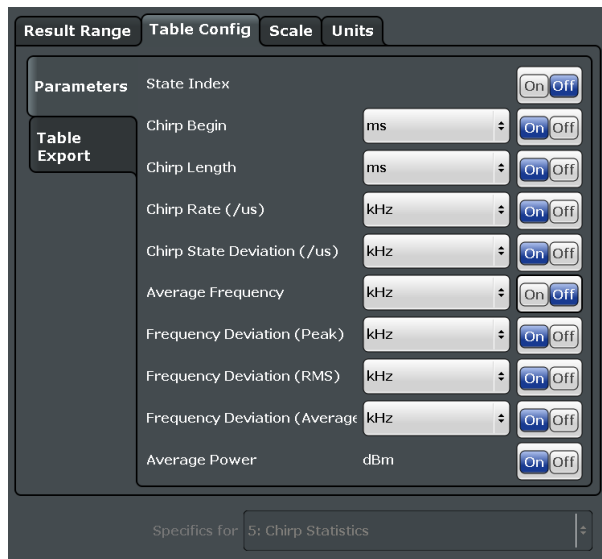 Result Range Table Config Scale Units
Parameters
Table
Export
State Index On Off
Chirp Begin ms On Off
Chirp Length ms On Off
Chirp Rate (/us) kHz On Off
Chirp State Deviation (/us) kHz On Off
Average Frequency kHz On Off
Frequency Deviation (Peak) kHz On Off
Frequency Deviation (RMS) kHz On Off
Frequency Deviation (Average kHz On Off
Average Power dBm On Off
Specifics for 5: Chirp Statistics